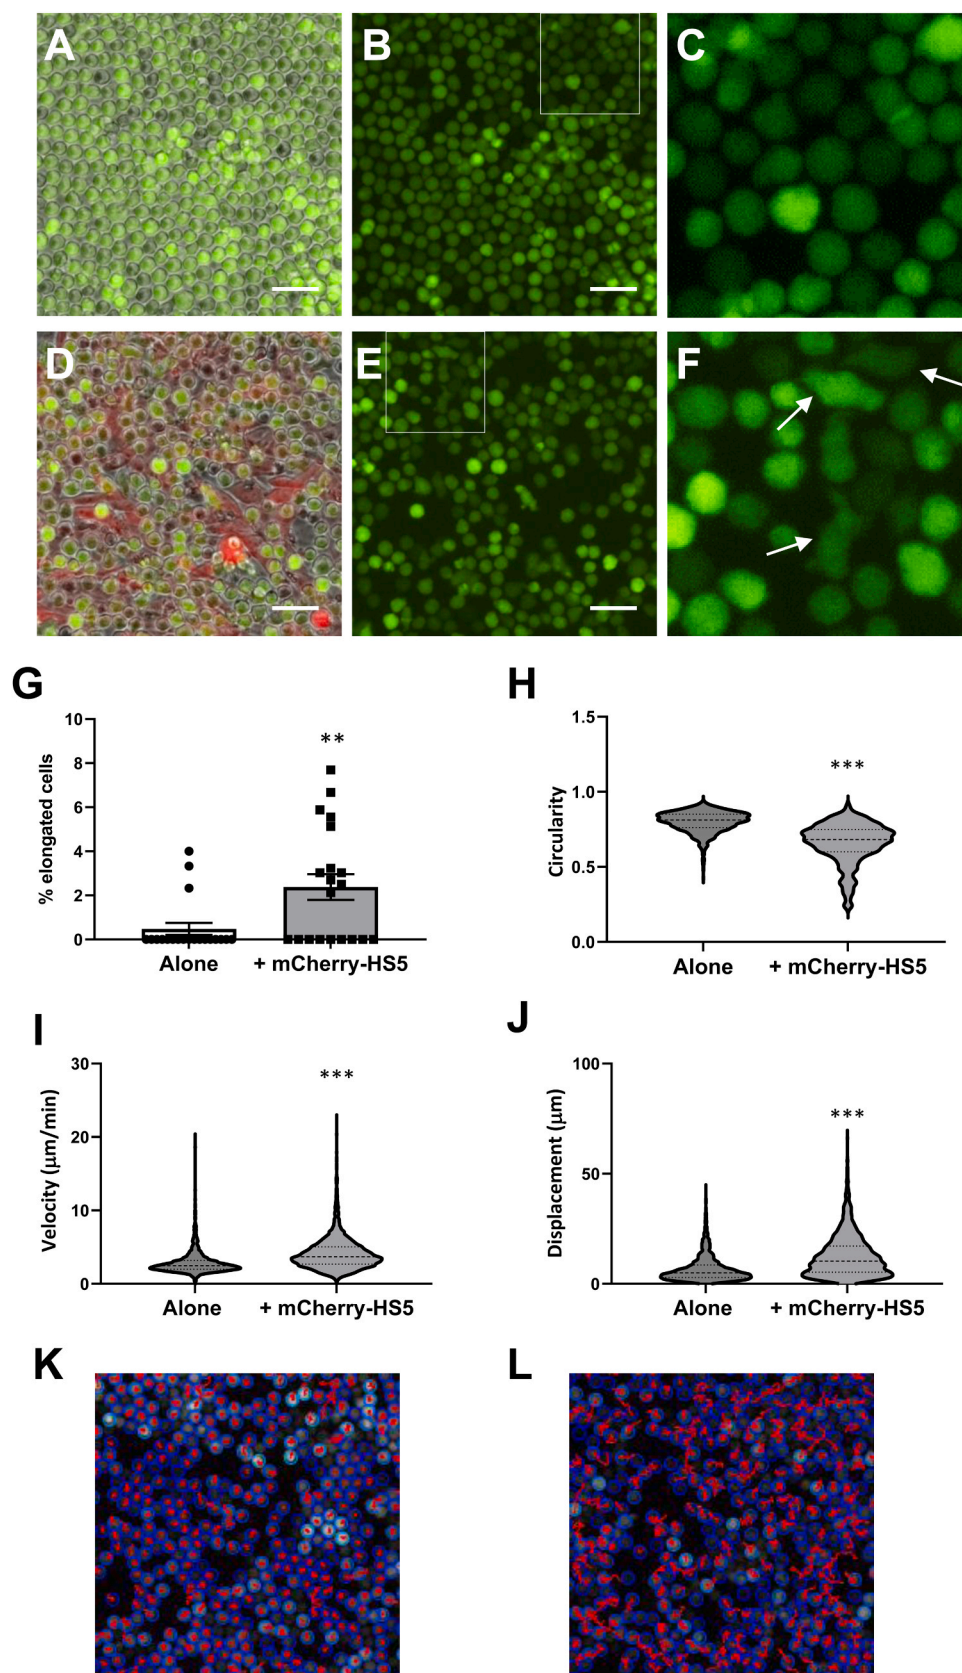 A
B
C
D
E
F
G
H
% elongated cells
10
8
6
4
2
0
**
Alone
+ mCherry-HS5
Circularity
1.5
1.0
0.5
0.0
***
Alone
+ mCherry-HS5
I
J
Velocity (μm/min)
30
20
10
0
***
Alone
+ mCherry-HS5
Displacement (μm)
100
50
0
***
Alone
+ mCherry-HS5
K
L